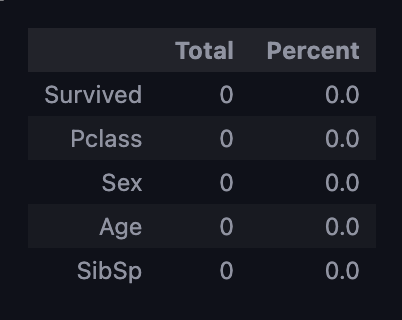 Total Percent
Survived 0 0.0
Pclass 0 0.0
Sex 0 0.0
Age 0 0.0
SibSp 0 0.0